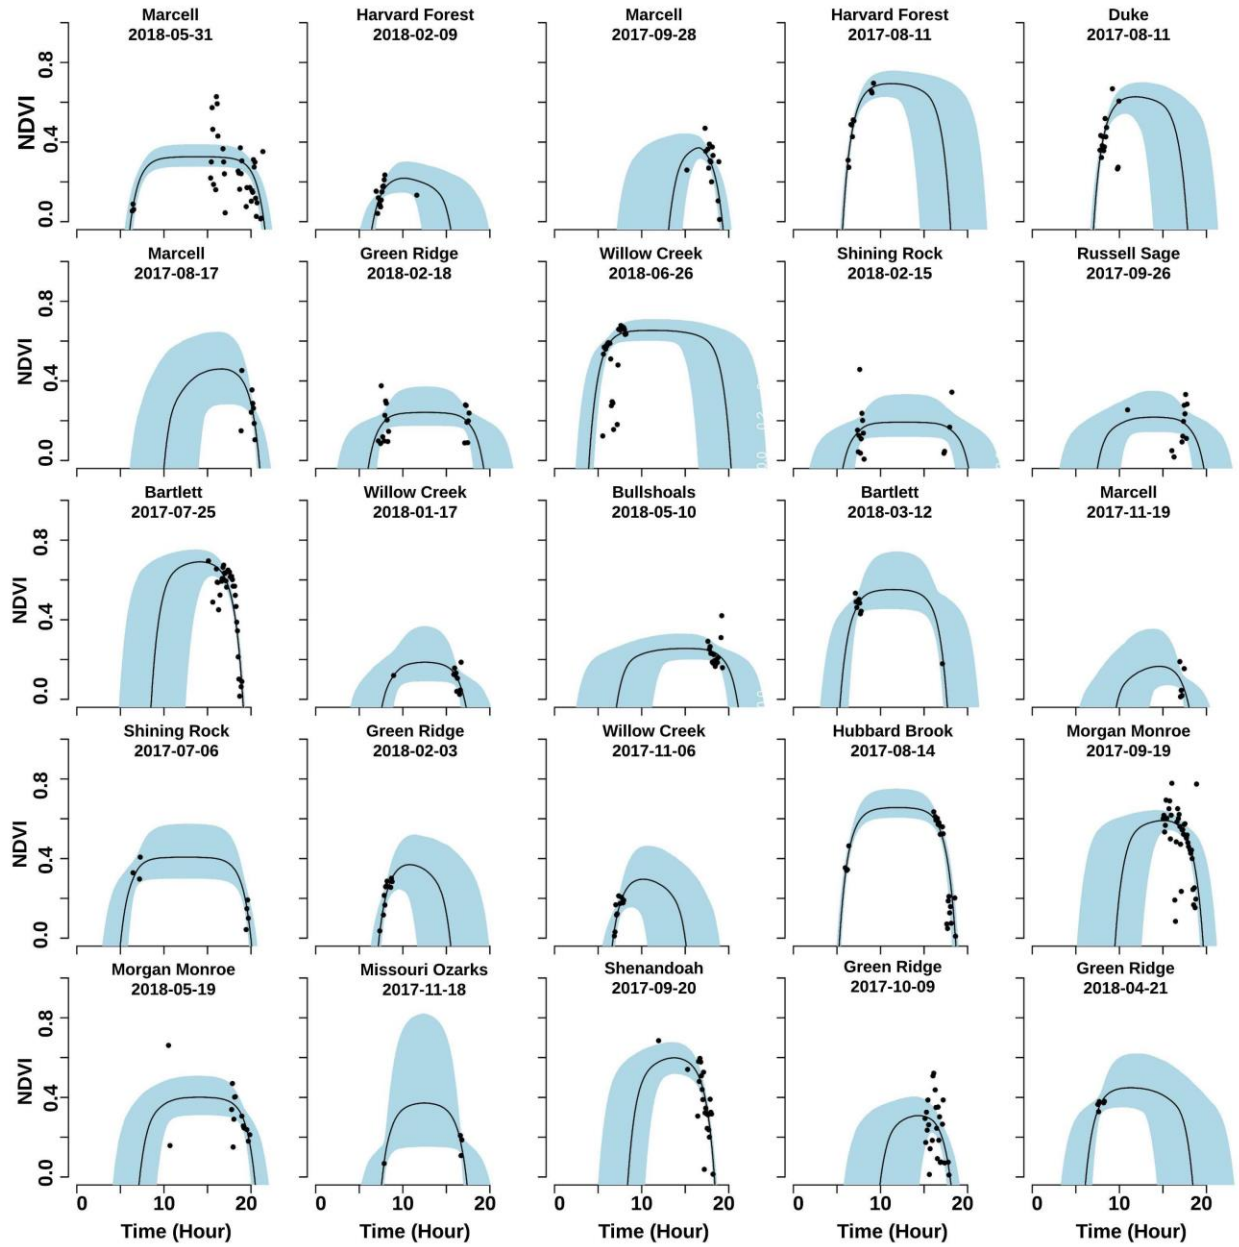 Marcell Harvard Forest Marcell Harvard Forest Duke
2018-05-31 2018-02-09 2017-09-28 2017-08-11 2017-08-11
NDVI
0.8
0.4
0.0
Marcell Green Ridge Willow Creek Shining Rock Russell Sage
2017-08-17 2018-02-18 2018-06-26 2018-02-15 2017-09-26
NDVI
0.8
0.4
0.0
Bartlett Willow Creek Bullshoals Bartlett Marcell
2017-07-25 2018-01-17 2018-05-10 2018-03-12 2017-11-19
NDVI
0.8
0.4
0.0
Shining Rock Green Ridge Willow Creek Hubbard Brook Morgan Monroe
2017-07-06 2018-02-03 2017-11-06 2017-08-14 2017-09-19
NDVI
0.8
0.4
0.0
Morgan Monroe Missouri Ozarks Shenandoah Green Ridge Green Ridge
2018-05-19 2017-11-18 2017-09-20 2017-10-09 2018-04-21
NDVI
0.8
0.4
0.0
0 10 20 0 10 20 0 10 20 0 10 20 0 10 20
Time (Hour) Time (Hour) Time (Hour) Time (Hour) Time (Hour)